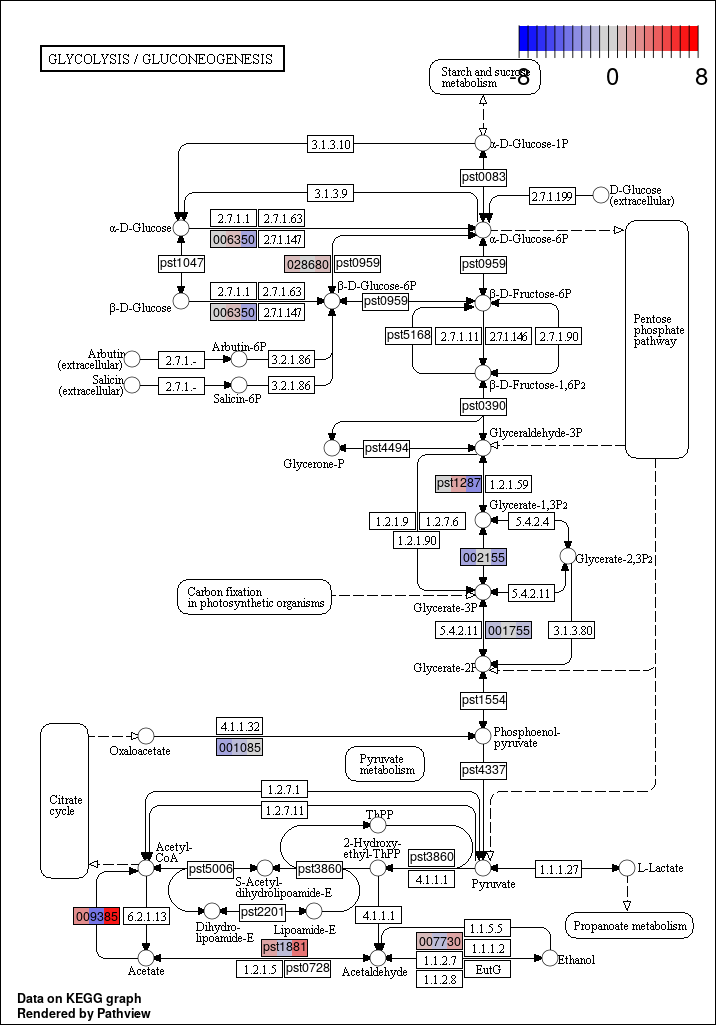 GLYCOLYSIS / GLUCONEOGENESIS
-8 0 8
Starch and sucrose
metabolism
3.1.3.10
α-D-Glucose-1P
pst0083
3.1.3.9
2.7.1.199
D-Glucose
(extracellular)
α-D-Glucose
2.7.1.1
2.7.1.63
006350
2.7.1.147
α-D-Glucose-6P
pst1047
028680
pst0959
pst0959
β-D-Glucose
2.7.1.1
2.7.1.63
006350
2.7.1.147
β-D-Glucose-6P
pst0959
β-D-Fructose-6P
Pentose
phosphate
pathway
pst5168
2.7.1.11
2.7.1.146
2.7.1.90
Arbutin
(extracellular)
2.7.1.-
Arbutin-6P
3.2.1.86
Salicin
(extracellular)
2.7.1.-
Salicin-6P
3.2.1.86
β-D-Fructose-1,6P2
pst0390
Glyceraldehyde-3P
pst4494
Glycerone-P
pst1287
1.2.1.59
Glycerate-1,3P2
1.2.1.9
1.2.7.6
5.4.2.4
1.2.1.90
002155
Glycerate-2,3P2
Carbon fixation
in photosynthetic organisms
5.4.2.11
Glycerate-3P
5.4.2.11
001755
3.1.3.80
Glycerate-2P
pst1554
4.1.1.32
Oxaloacetate
001085
Phosphoenol-
pyruvate
Pyruvate
metabolism
pst4337
Citrate
cycle
1.2.7.1
1.2.7.11
ThPP
Acetyl-
CoA
2-Hydroxy-
ethyl-ThPP
pst5006
pst3860
pst3860
4.1.1.1
S-Acetyl-
dihydrolipoamide-E
Pyruvate
1.1.1.27
L-Lactate
009385
6.2.1.13
pst2201
Dihydro-
lipoamide-E
Lipoamide-E
4.1.1.1
Propanoate metabolism
pst1881
007730
1.1.5.5
1.1.1.2
Acetate
1.2.1.5
pst0728
Acetaldehyde
1.1.2.7
EutG
1.1.2.8
Ethanol
Data on KEGG graph
Rendered by Pathview